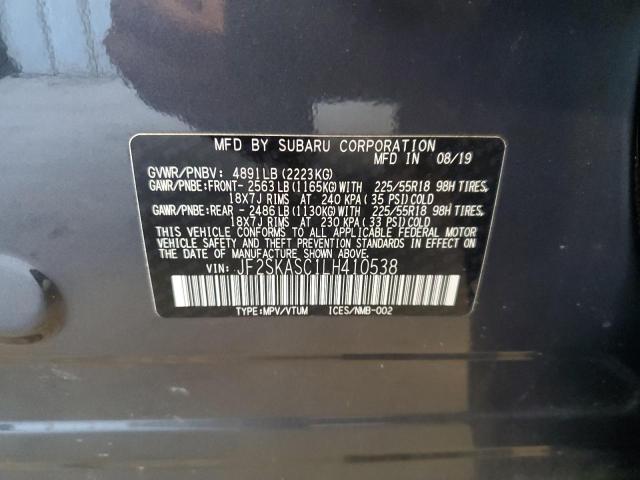 MFD BY SUBARU CORPORATION
MFD IN 08/19
GVWR/PNBV: 4891LB (2223KG)
GAWR/PNBE:FRONT- 2563LB (1165KG)WITH 225/55R18 98H TIRES,
18X7J RIMS AT 240 KPA(35 PSI)COLD
GAWR/PNBE:REAR -2486LB (1130KG)WITH 225/55R18 98H TIRES,
18X7J RIMS AT 230 KPA(33 PSI)COLD
THIS VEHICLE CONFORMS TO ALL APPLICABLE FEDERAL MOTOR
VEHICLE SAFETY AND THEFT PREVENTION STANDARDS IN EFFECT
ON THE DATE OF MANUFACTURE SHOWN ABOVE.
VIN: JF2SKASC1LH410538
TYPE:MPV/VTUM ICES/NMB-002